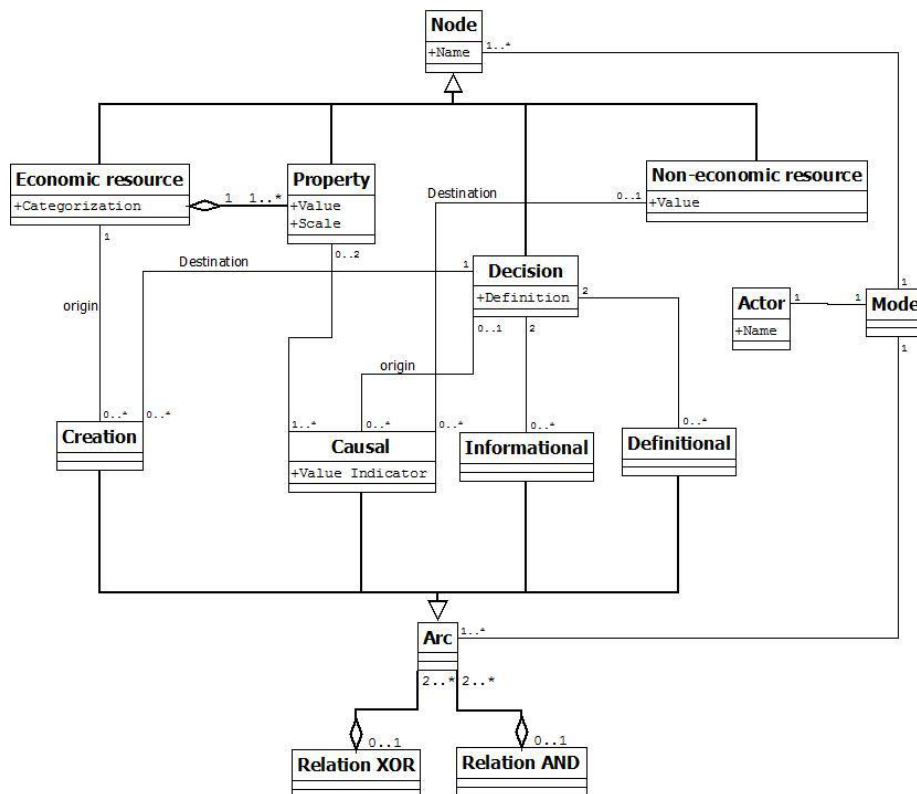 Node
+Name
1..*
Economic resource
+Categorization
1
1..*
Property
+Value
+Scale
Non-economic resource
+Value
Destination
0..1
1
0..2
Destination
1
Decision
+Definition
2
origin
0..1
2
Actor
+Name
1
1
1
Model
1
origin
0..*
0..*
Creation
1..*
0..*
0..*
Causal
+Value Indicator
0..*
Informational
0..*
Definitional
Arc
1..*
2..*
2..*
0..1
Relation XOR
0..1
Relation AND